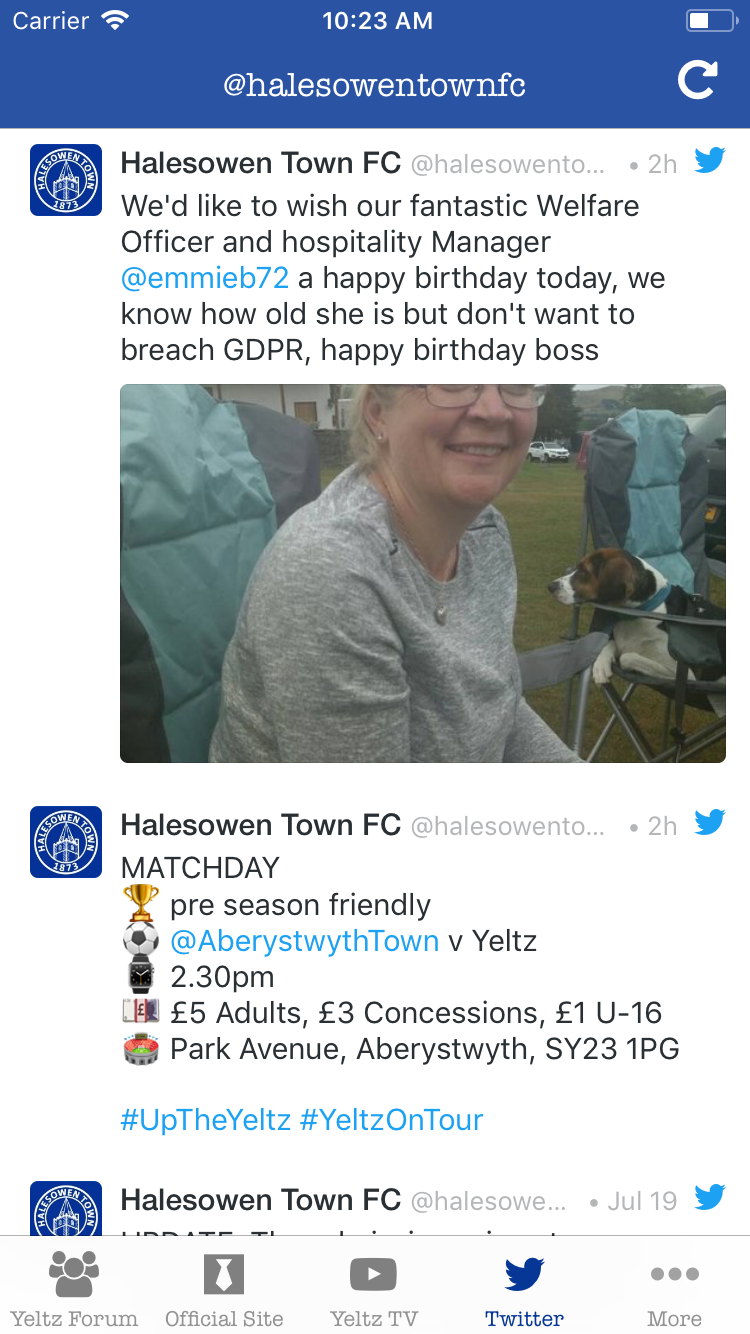 Carrier 10:23 AM
@halesowentownfc
HALESOWEN TOWN
1873
Halesowen Town FC @halesowento... • 2h
We'd like to wish our fantastic Welfare
Officer and hospitality Manager
@emmieb72 a happy birthday today, we
know how old she is but don't want to
breach GDPR, happy birthday boss
HALESOWEN TOWN
1873
Halesowen Town FC @halesowento... • 2h
MATCHDAY
🏆 pre season friendly
⚽ @AberystwythTown v Yeltz
⌚ 2.30pm
💷 £5 Adults, £3 Concessions, £1 U-16
🏟 Park Avenue, Aberystwyth, SY23 1PG
#UpTheYeltz #YeltzOnTour
HALESOWEN TOWN
Halesowen Town FC @halesowe... • Jul 19
Yeltz Forum Official Site Yeltz TV Twitter More